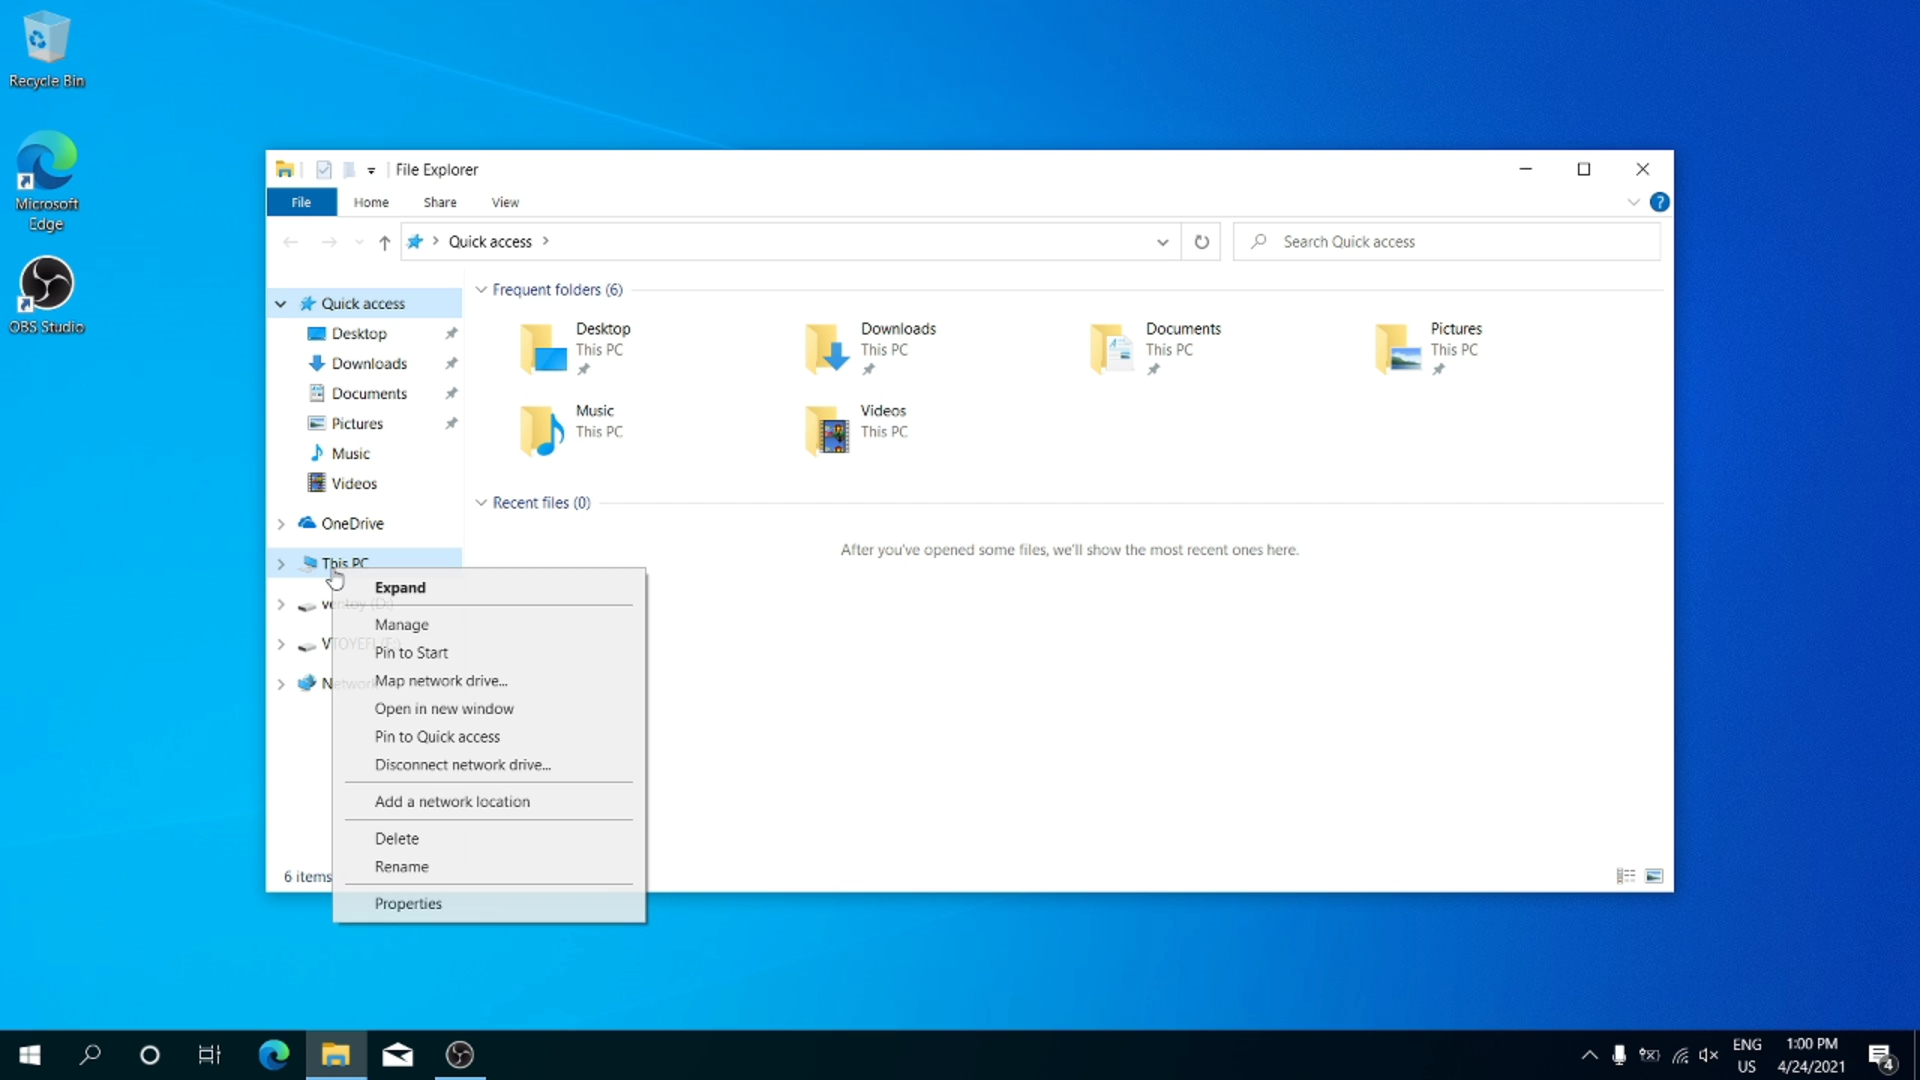 Recycle Bin
Microsoft
Edge
OBS Studio
File Explorer
File
Home
Share
View
?
Quick access
Search Quick access
Quick access
Desktop
Downloads
Documents
Pictures
Music
Videos
OneDrive
This PC
ventoy (D:)
VTOYEFI (E:)
Network
6 items
Frequent folders (6)
Desktop
This PC
Downloads
This PC
Documents
This PC
Pictures
This PC
Music
This PC
Videos
This PC
Recent files (0)
After you've opened some files, we'll show the most recent ones here.
Expand
Manage
Pin to Start
Map network drive...
Open in new window
Pin to Quick access
Disconnect network drive...
Add a network location
Delete
Rename
Properties
ENG
US
1:00 PM
4/24/2021
4